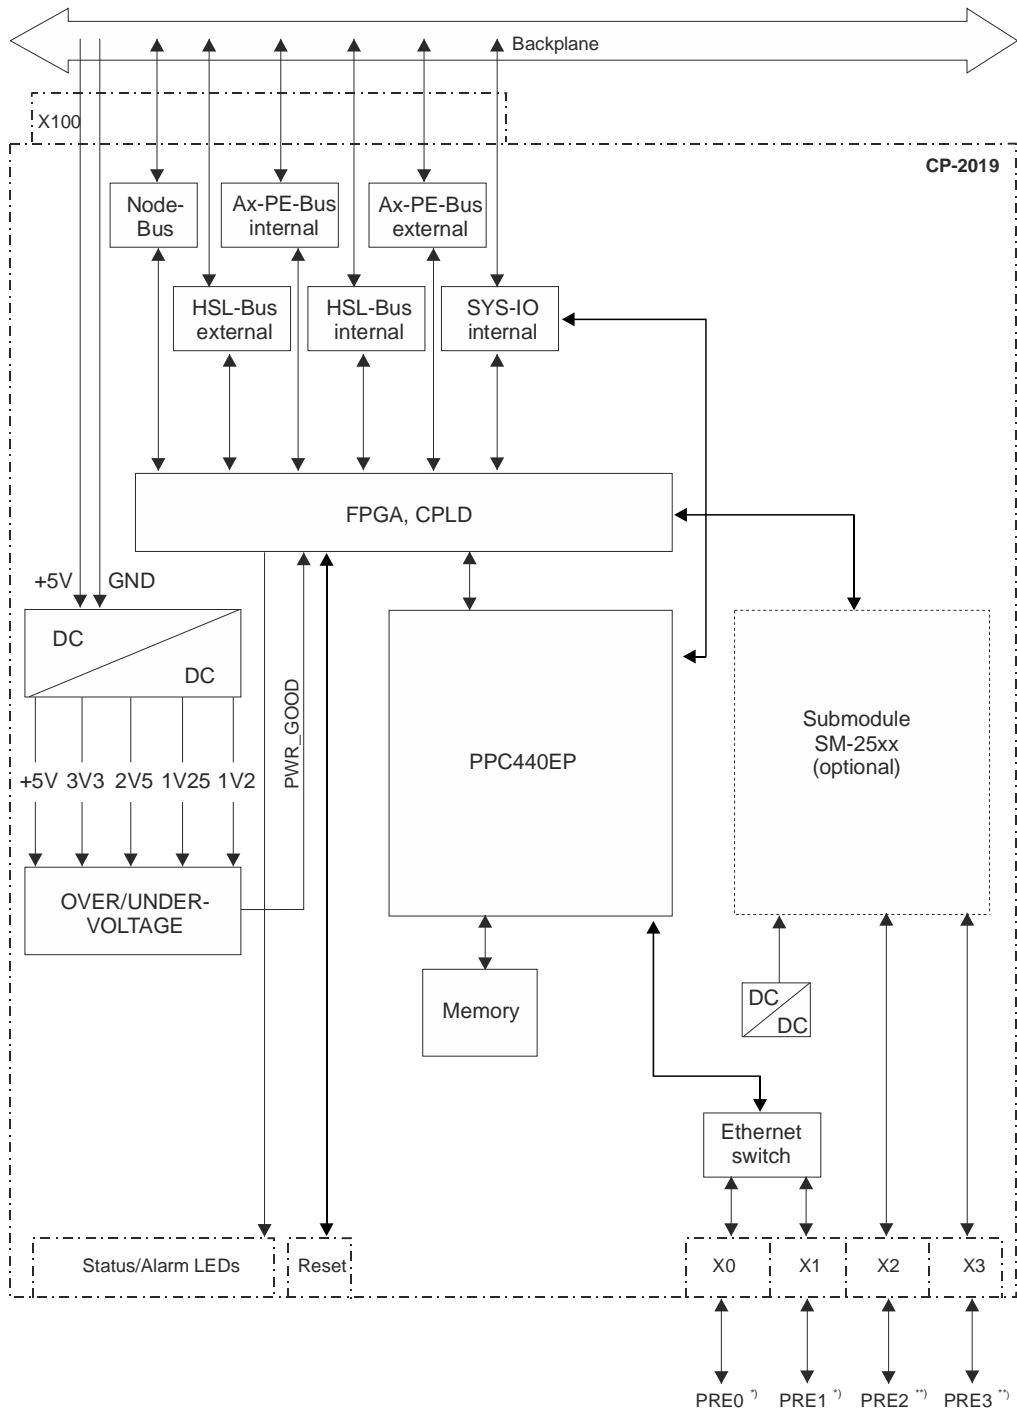 Backplane
X100
CP-2019
Node-
Bus
Ax-PE-Bus
internal
Ax-PE-Bus
external
HSL-Bus
external
HSL-Bus
internal
SYS-IO
internal
FPGA, CPLD
+5V GND
DC
DC
PWR_GOOD
PPC440EP
Submodule
SM-25xx
(optional)
+5V 3V3 2V5 1V25 1V2
OVER/UNDER-
VOLTAGE
Memory
DC
DC
Ethernet
switch
Status/Alarm LEDs
Reset
X0 X1 X2 X3
PRE0 *) PRE1 *) PRE2 **) PRE3 **)